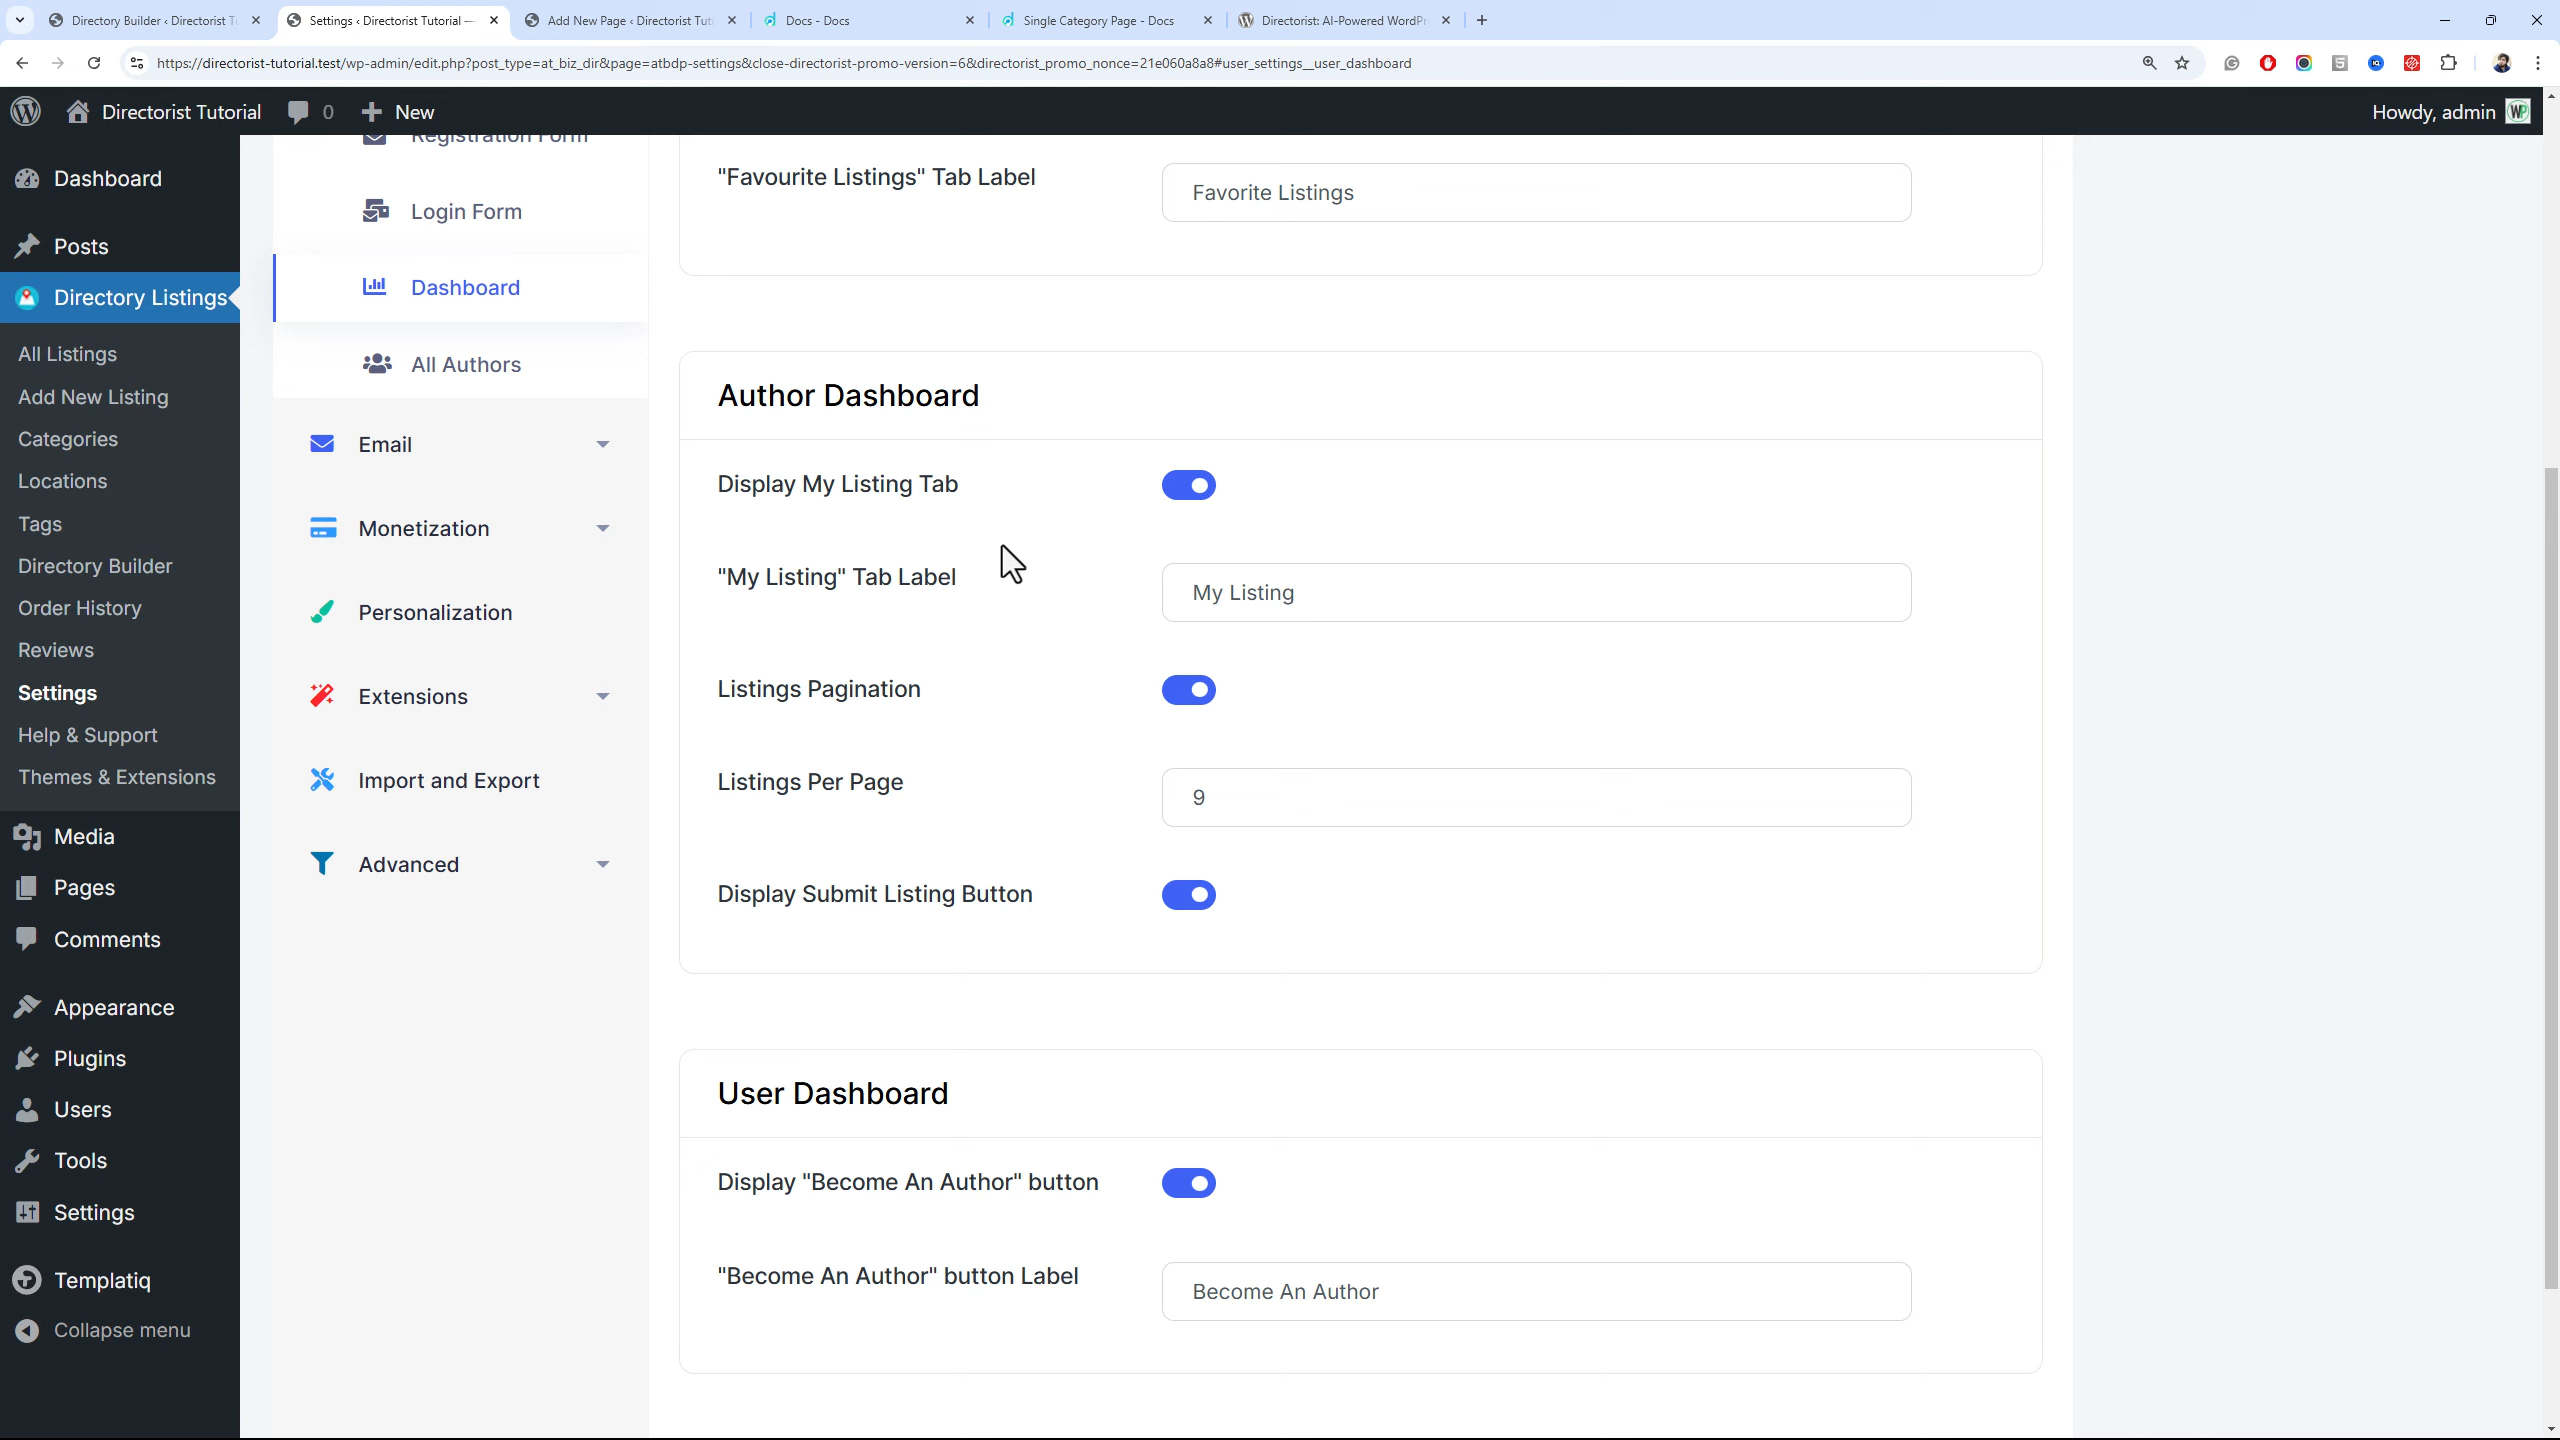 Directory Builder ‹ Directorist T
Settings ‹ Directorist Tutorial —
Add New Page ‹ Directorist Tut
Docs - Docs
Single Category Page - Docs
Directorist: AI-Powered WordPr
https://directorist-tutorial.test/wp-admin/edit.php?post_type=at_biz_dir&page=atbdp-settings&close-directorist-promo-version=6&directorist_promo_nonce=21e060a8a8#user_settings__user_dashboard
Directorist Tutorial
0
New
Howdy, admin
WP
Dashboard
Posts
Directory Listings
All Listings
Add New Listing
Categories
Locations
Tags
Directory Builder
Order History
Reviews
Settings
Help & Support
Themes & Extensions
Media
Pages
Comments
Appearance
Plugins
Users
Tools
Settings
Templatiq
Collapse menu
Registration Form
Login Form
Dashboard
All Authors
Email
Monetization
Personalization
Extensions
Import and Export
Advanced
"Favourite Listings" Tab Label
Favorite Listings
Author Dashboard
Display My Listing Tab
"My Listing" Tab Label
My Listing
Listings Pagination
Listings Per Page
9
Display Submit Listing Button
User Dashboard
Display "Become An Author" button
"Become An Author" button Label
Become An Author